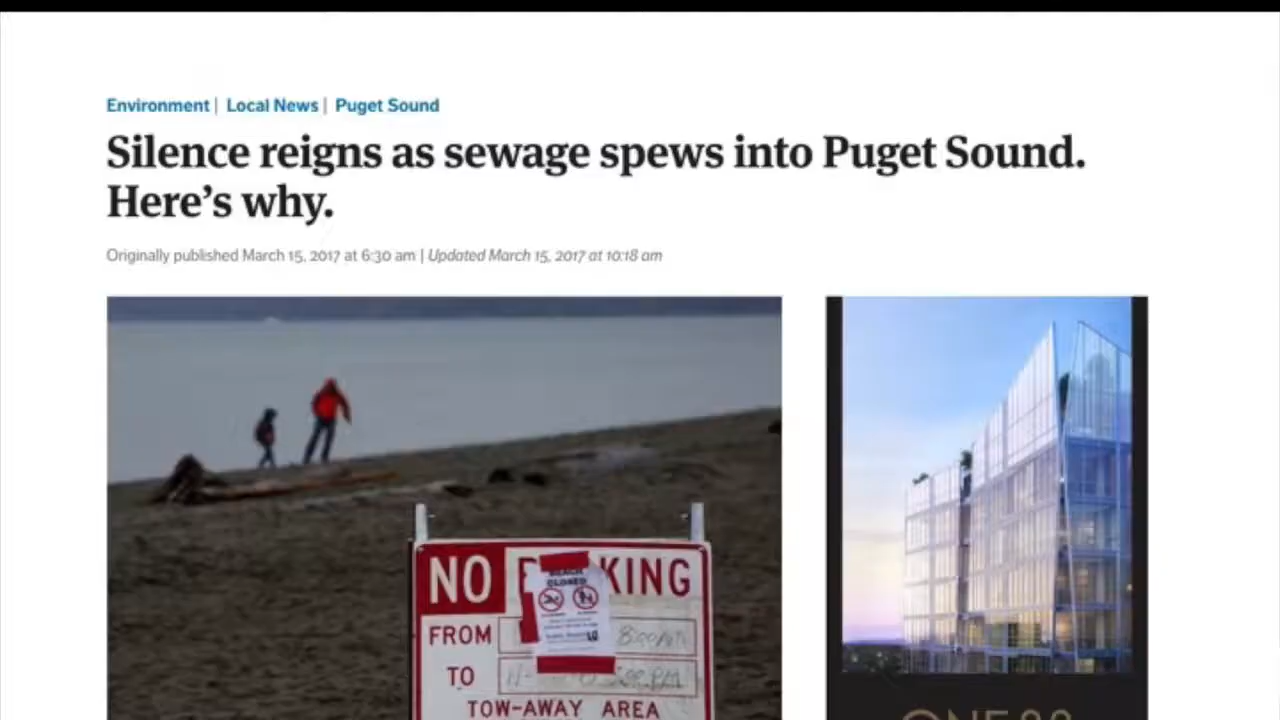 Environment | Local News | Puget Sound
Silence reigns as sewage spews into Puget Sound.
Here's why.
Originally published March 15, 2017 at 6:30 am | Updated March 15, 2017 at 10:18 am
NO KING
CLOSED
FROM
TO
TOW-AWAY AREA